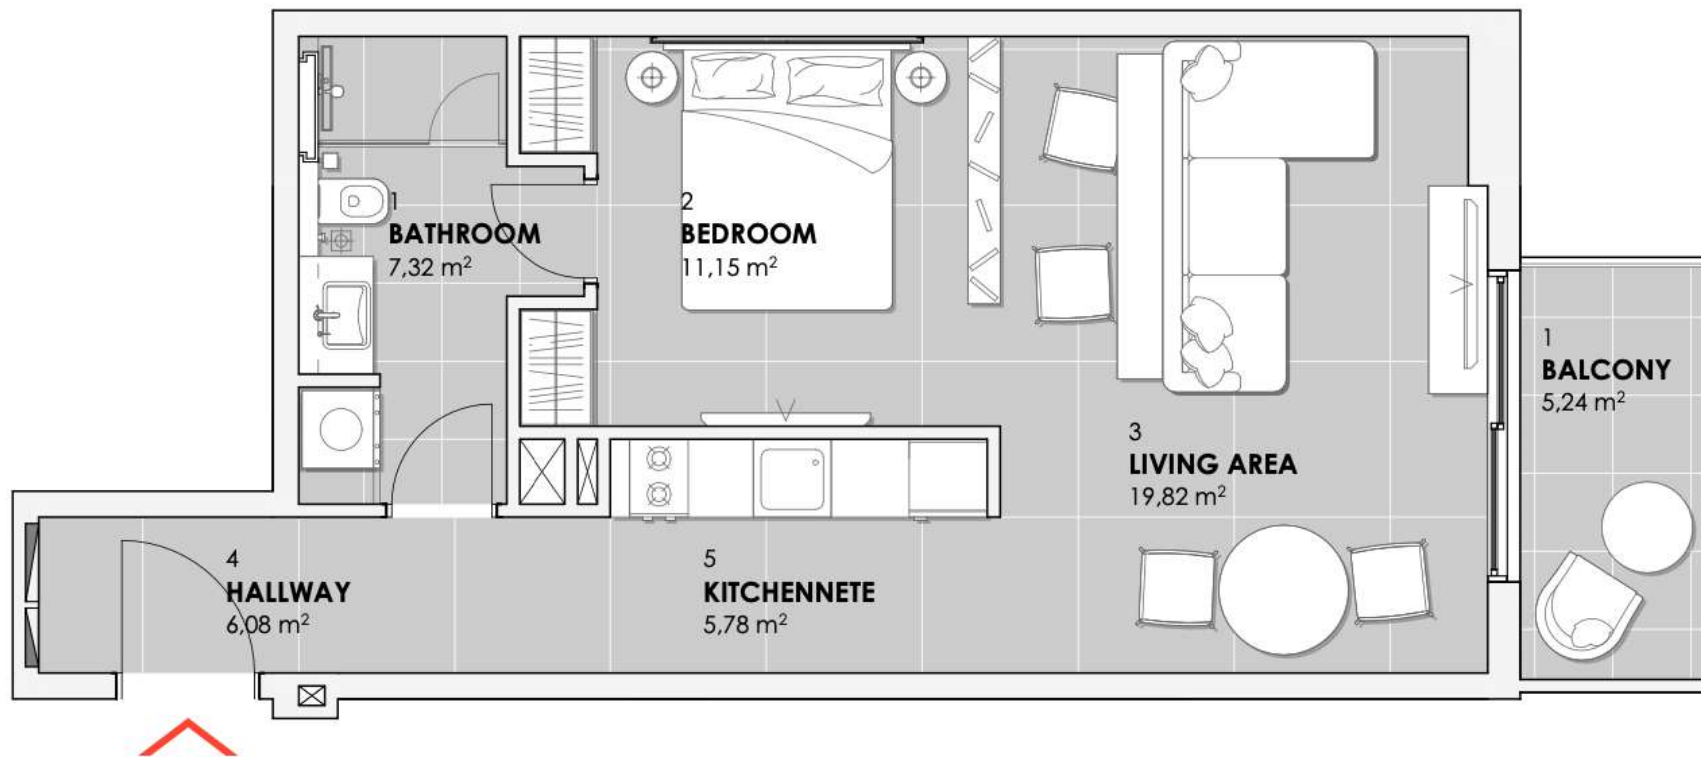 1
BATHROOM
7,32 m²
2
BEDROOM
11,15 m²
1
BALCONY
5,24 m²
3
LIVING AREA
19,82 m²
4
HALLWAY
6,08 m²
5
KITCHENNETE
5,78 m²